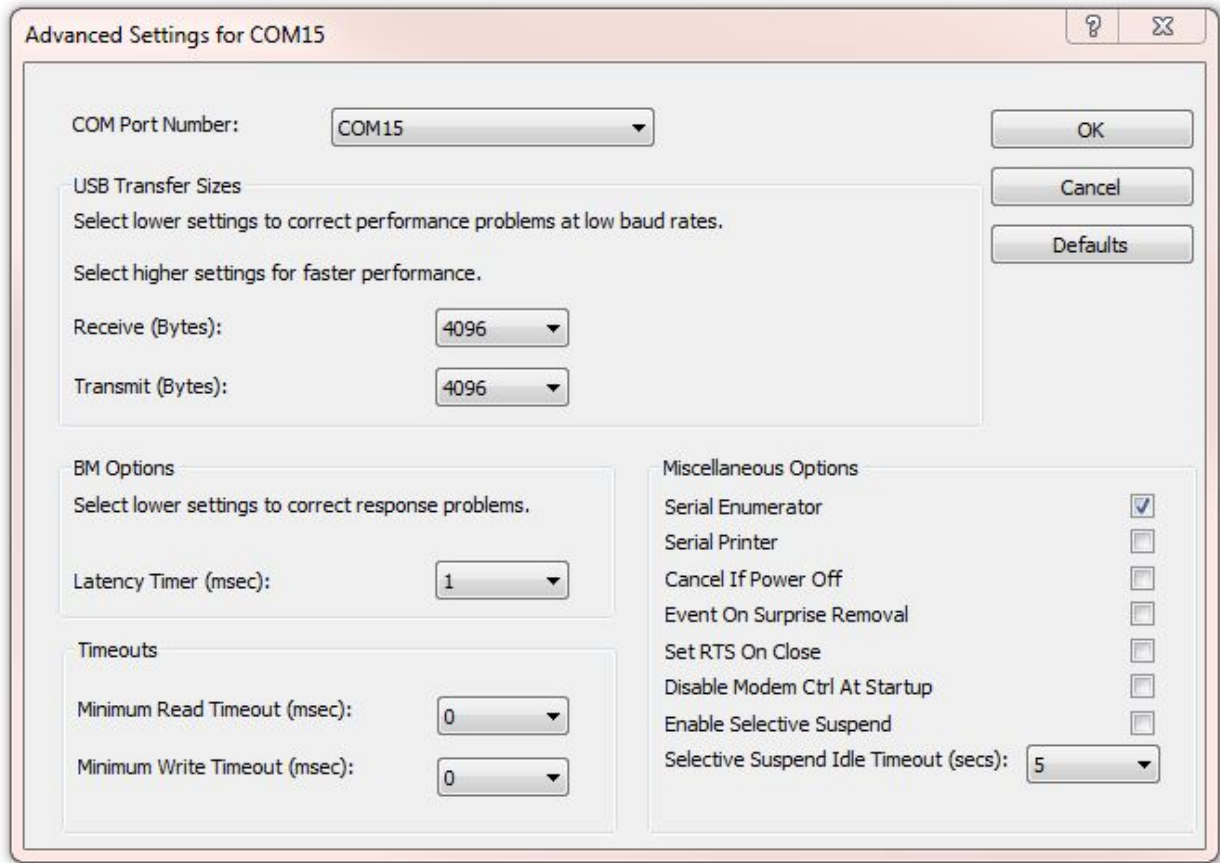 Advanced Settings for COM15
?
COM Port Number: COM15
OK
USB Transfer Sizes
Cancel
Select lower settings to correct performance problems at low baud rates.
Defaults
Select higher settings for faster performance.
Receive (Bytes): 4096
Transmit (Bytes): 4096
BM Options
Select lower settings to correct response problems.
Latency Timer (msec): 1
Timeouts
Minimum Read Timeout (msec): 0
Minimum Write Timeout (msec): 0
Miscellaneous Options
Serial Enumerator
Serial Printer
Cancel If Power Off
Event On Surprise Removal
Set RTS On Close
Disable Modem Ctrl At Startup
Enable Selective Suspend
Selective Suspend Idle Timeout (secs): 5